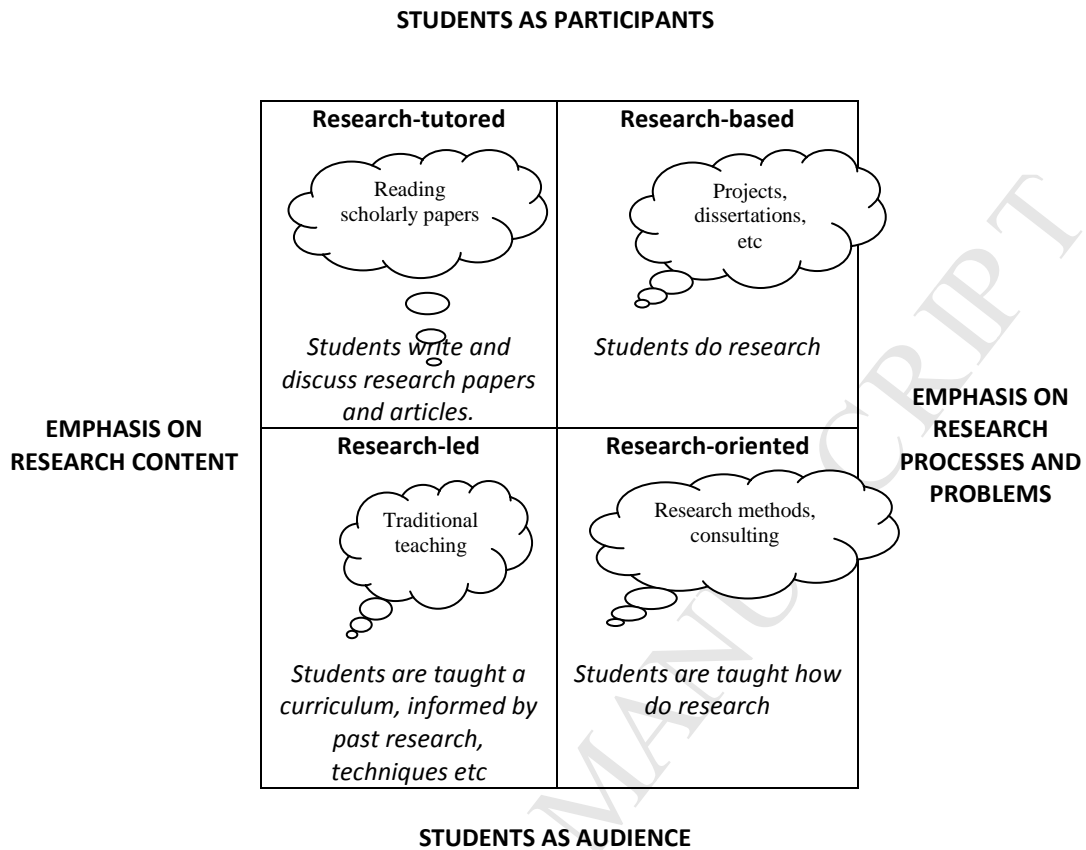 STUDENTS AS PARTICIPANTS
Research-tutored
Reading
scholarly papers
Students write and
discuss research papers
and articles.
Research-based
Projects,
dissertations,
etc
Students do research
EMPHASIS ON
RESEARCH CONTENT
EMPHASIS ON
RESEARCH
PROCESSES AND
PROBLEMS
Research-led
Traditional
teaching
Students are taught a
curriculum, informed by
past research,
techniques etc
Research-oriented
Research methods,
consulting
Students are taught how
do research
STUDENTS AS AUDIENCE
MANUSCRIPT